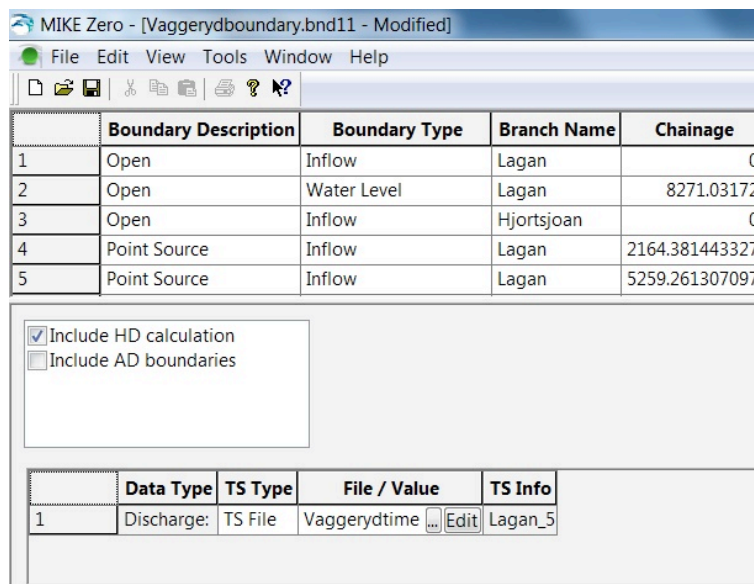 MIKE Zero - [Vaggerydboundary.bnd11 - Modified]
File Edit View Tools Window Help
Boundary Description Boundary Type Branch Name Chainage
1 Open Inflow Lagan 0
2 Open Water Level Lagan 8271.03172
3 Open Inflow Hjortsjoan 0
4 Point Source Inflow Lagan 2164.381443327
5 Point Source Inflow Lagan 5259.261307097
Include HD calculation
Include AD boundaries
Data Type TS Type File / Value TS Info
1 Discharge: TS File Vaggerydtime ... Edit Lagan_5